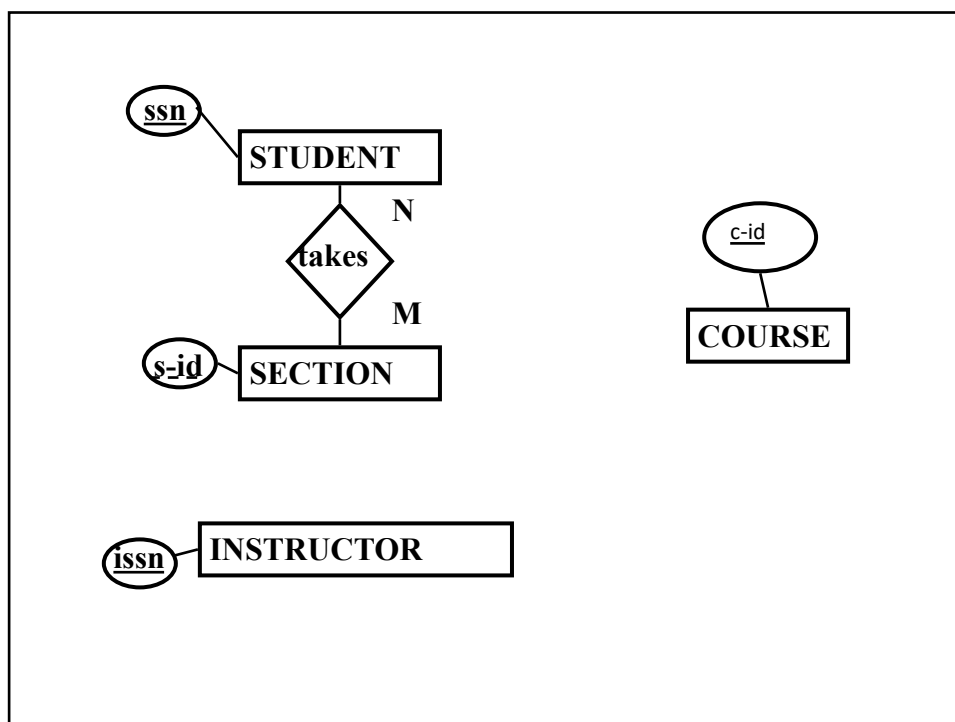 ssn
STUDENT
N
takes
M
s-id
SECTION
c-id
COURSE
issn
INSTRUCTOR